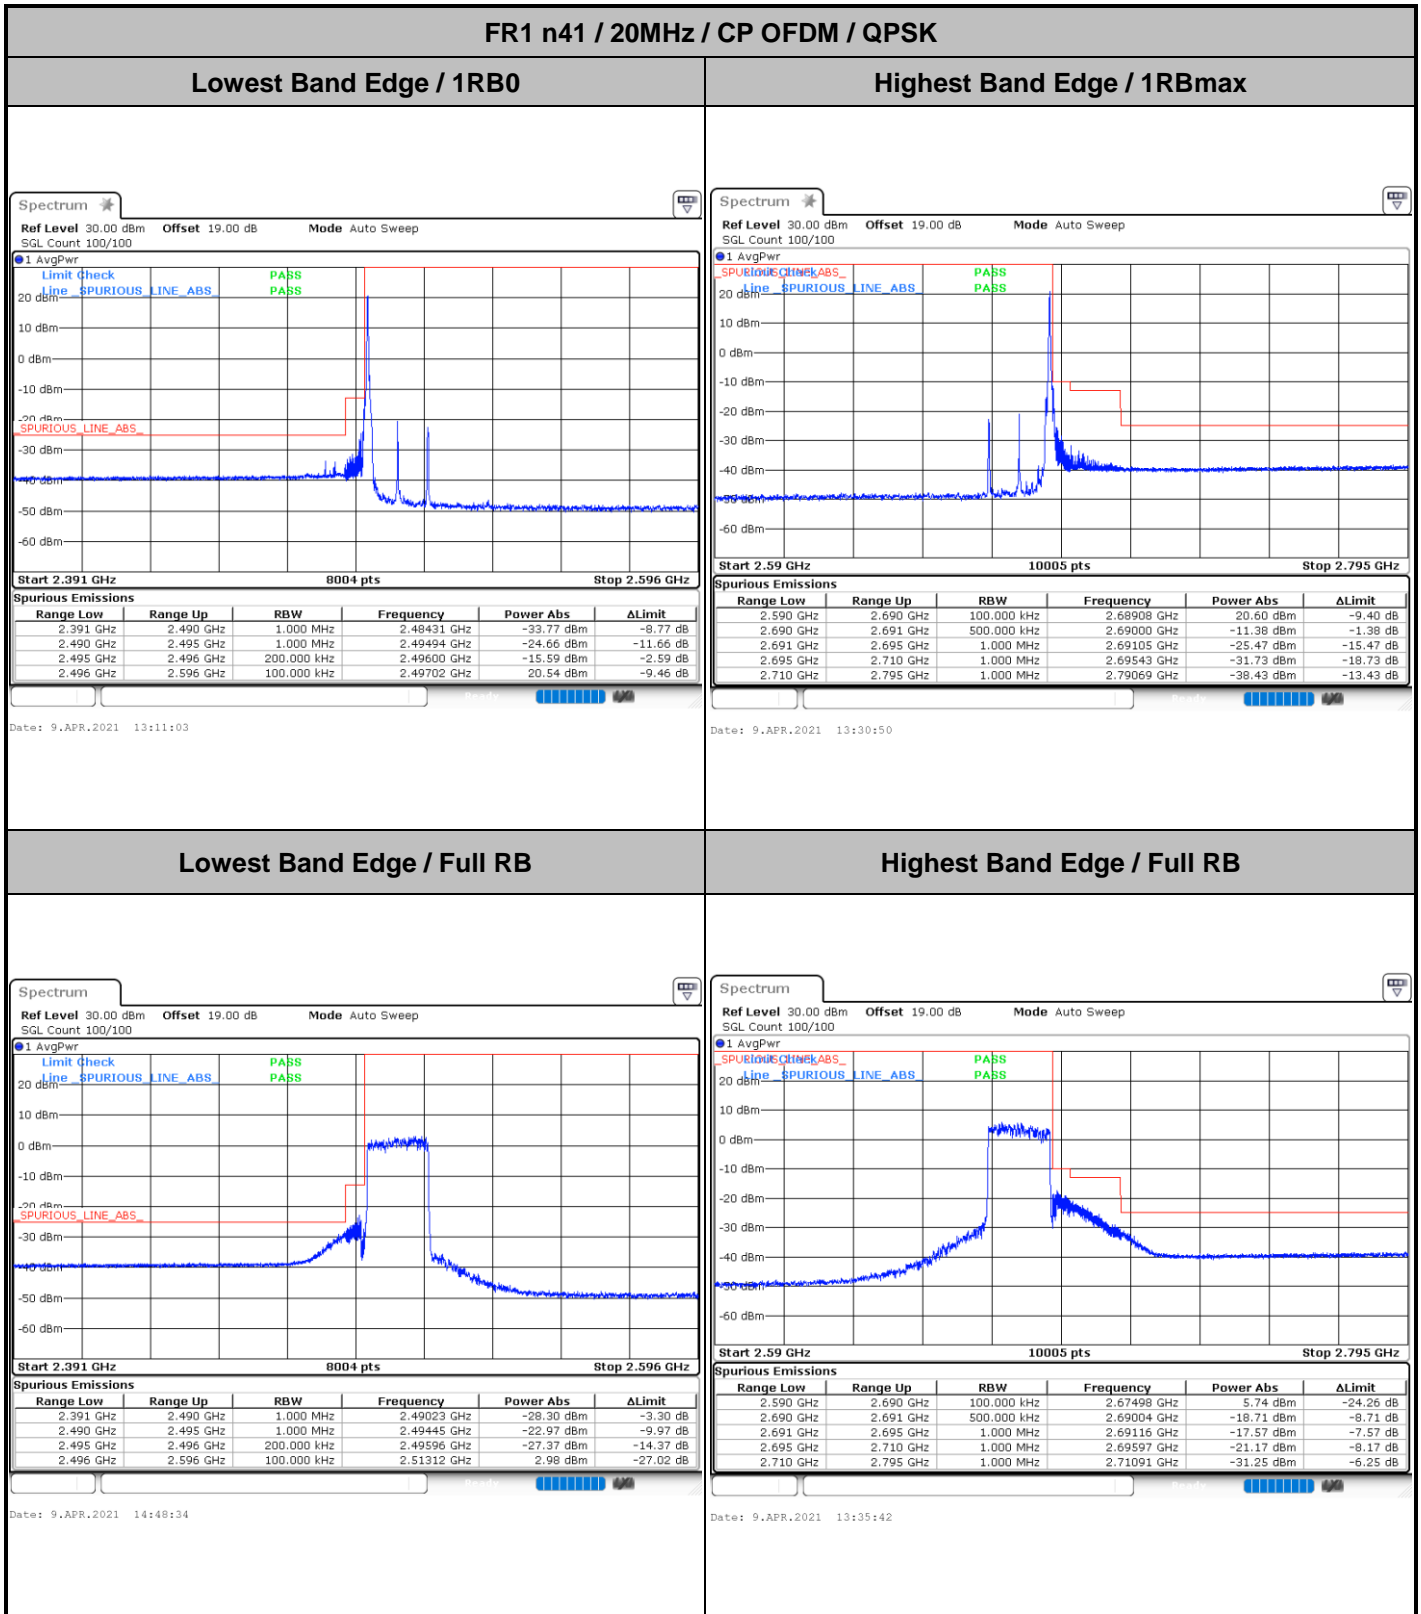 FR1 n41 / 20MHz / CP OFDM / QPSK
Lowest Band Edge / 1RB0
Highest Band Edge / 1RBmax
Spectrum
Ref Level 30.00 dBm Offset 19.00 dB Mode Auto Sweep
SGL Count 100/100
1 AvgPwr
Limit Check PASS
Line _SPURIOUS_LINE_ABS_ PASS
20 dBm
10 dBm
0 dBm
-10 dBm
-20 dBm
_SPURIOUS_LINE_ABS_
-30 dBm
-40 dBm
-50 dBm
-60 dBm
Start 2.391 GHz 8004 pts Stop 2.596 GHz
Spurious Emissions
Range Low Range Up RBW Frequency Power Abs ΔLimit
2.391 GHz 2.490 GHz 1.000 MHz 2.48431 GHz -33.77 dBm -8.77 dB
2.490 GHz 2.495 GHz 1.000 MHz 2.49494 GHz -24.66 dBm -11.66 dB
2.495 GHz 2.496 GHz 200.000 kHz 2.49600 GHz -15.59 dBm -2.59 dB
2.496 GHz 2.596 GHz 100.000 kHz 2.49702 GHz 20.54 dBm -9.46 dB
Ready
Date: 9.APR.2021 13:11:03
Spectrum
Ref Level 30.00 dBm Offset 19.00 dB Mode Auto Sweep
SGL Count 100/100
1 AvgPwr
_SPURIOUS_LINE_ABS_
Limit Check PASS
Line _SPURIOUS_LINE_ABS_ PASS
20 dBm
10 dBm
0 dBm
-10 dBm
-20 dBm
-30 dBm
-40 dBm
-50 dBm
-60 dBm
Start 2.59 GHz 10005 pts Stop 2.795 GHz
Spurious Emissions
Range Low Range Up RBW Frequency Power Abs ΔLimit
2.590 GHz 2.690 GHz 100.000 kHz 2.68908 GHz 20.60 dBm -9.40 dB
2.690 GHz 2.691 GHz 500.000 kHz 2.69000 GHz -11.38 dBm -1.38 dB
2.691 GHz 2.695 GHz 1.000 MHz 2.69105 GHz -25.47 dBm -15.47 dB
2.695 GHz 2.710 GHz 1.000 MHz 2.69543 GHz -31.73 dBm -18.73 dB
2.710 GHz 2.795 GHz 1.000 MHz 2.79069 GHz -38.43 dBm -13.43 dB
Ready
Date: 9.APR.2021 13:30:50
Lowest Band Edge / Full RB
Highest Band Edge / Full RB
Spectrum
Ref Level 30.00 dBm Offset 19.00 dB Mode Auto Sweep
SGL Count 100/100
1 AvgPwr
Limit Check PASS
Line _SPURIOUS_LINE_ABS_ PASS
20 dBm
10 dBm
0 dBm
-10 dBm
-20 dBm
_SPURIOUS_LINE_ABS_
-30 dBm
-40 dBm
-50 dBm
-60 dBm
Start 2.391 GHz 8004 pts Stop 2.596 GHz
Spurious Emissions
Range Low Range Up RBW Frequency Power Abs ΔLimit
2.391 GHz 2.490 GHz 1.000 MHz 2.49023 GHz -28.30 dBm -3.30 dB
2.490 GHz 2.495 GHz 1.000 MHz 2.49445 GHz -22.97 dBm -9.97 dB
2.495 GHz 2.496 GHz 200.000 kHz 2.49596 GHz -27.37 dBm -14.37 dB
2.496 GHz 2.596 GHz 100.000 kHz 2.51312 GHz 2.98 dBm -27.02 dB
Ready
Date: 9.APR.2021 14:48:34
Spectrum
Ref Level 30.00 dBm Offset 19.00 dB Mode Auto Sweep
SGL Count 100/100
1 AvgPwr
_SPURIOUS_LINE_ABS_
Limit Check PASS
Line _SPURIOUS_LINE_ABS_ PASS
20 dBm
10 dBm
0 dBm
-10 dBm
-20 dBm
-30 dBm
-40 dBm
-50 dBm
-60 dBm
Start 2.59 GHz 10005 pts Stop 2.795 GHz
Spurious Emissions
Range Low Range Up RBW Frequency Power Abs ΔLimit
2.590 GHz 2.690 GHz 100.000 kHz 2.67498 GHz 5.74 dBm -24.26 dB
2.690 GHz 2.691 GHz 500.000 kHz 2.69004 GHz -18.71 dBm -8.71 dB
2.691 GHz 2.695 GHz 1.000 MHz 2.69116 GHz -17.57 dBm -7.57 dB
2.695 GHz 2.710 GHz 1.000 MHz 2.69597 GHz -21.17 dBm -8.17 dB
2.710 GHz 2.795 GHz 1.000 MHz 2.71091 GHz -31.25 dBm -6.25 dB
Ready
Date: 9.APR.2021 13:35:42